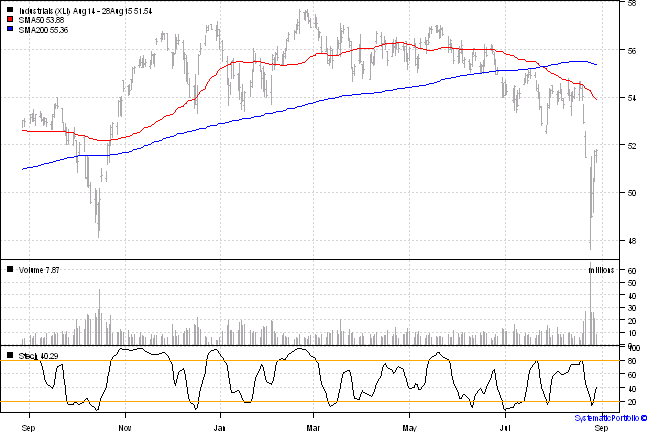 Industrials (XLI) Aug 14 - 28Aug15 51.54
SMA50 53.88
SMA200 55.36
58
56
54
52
50
48
Volume 7.87
millions
60
50
40
30
20
10
0
Stoch 40.29
100
80
60
40
20
Sep Nov Jan Mar May Jul Sep
SystematicPortfolio ©